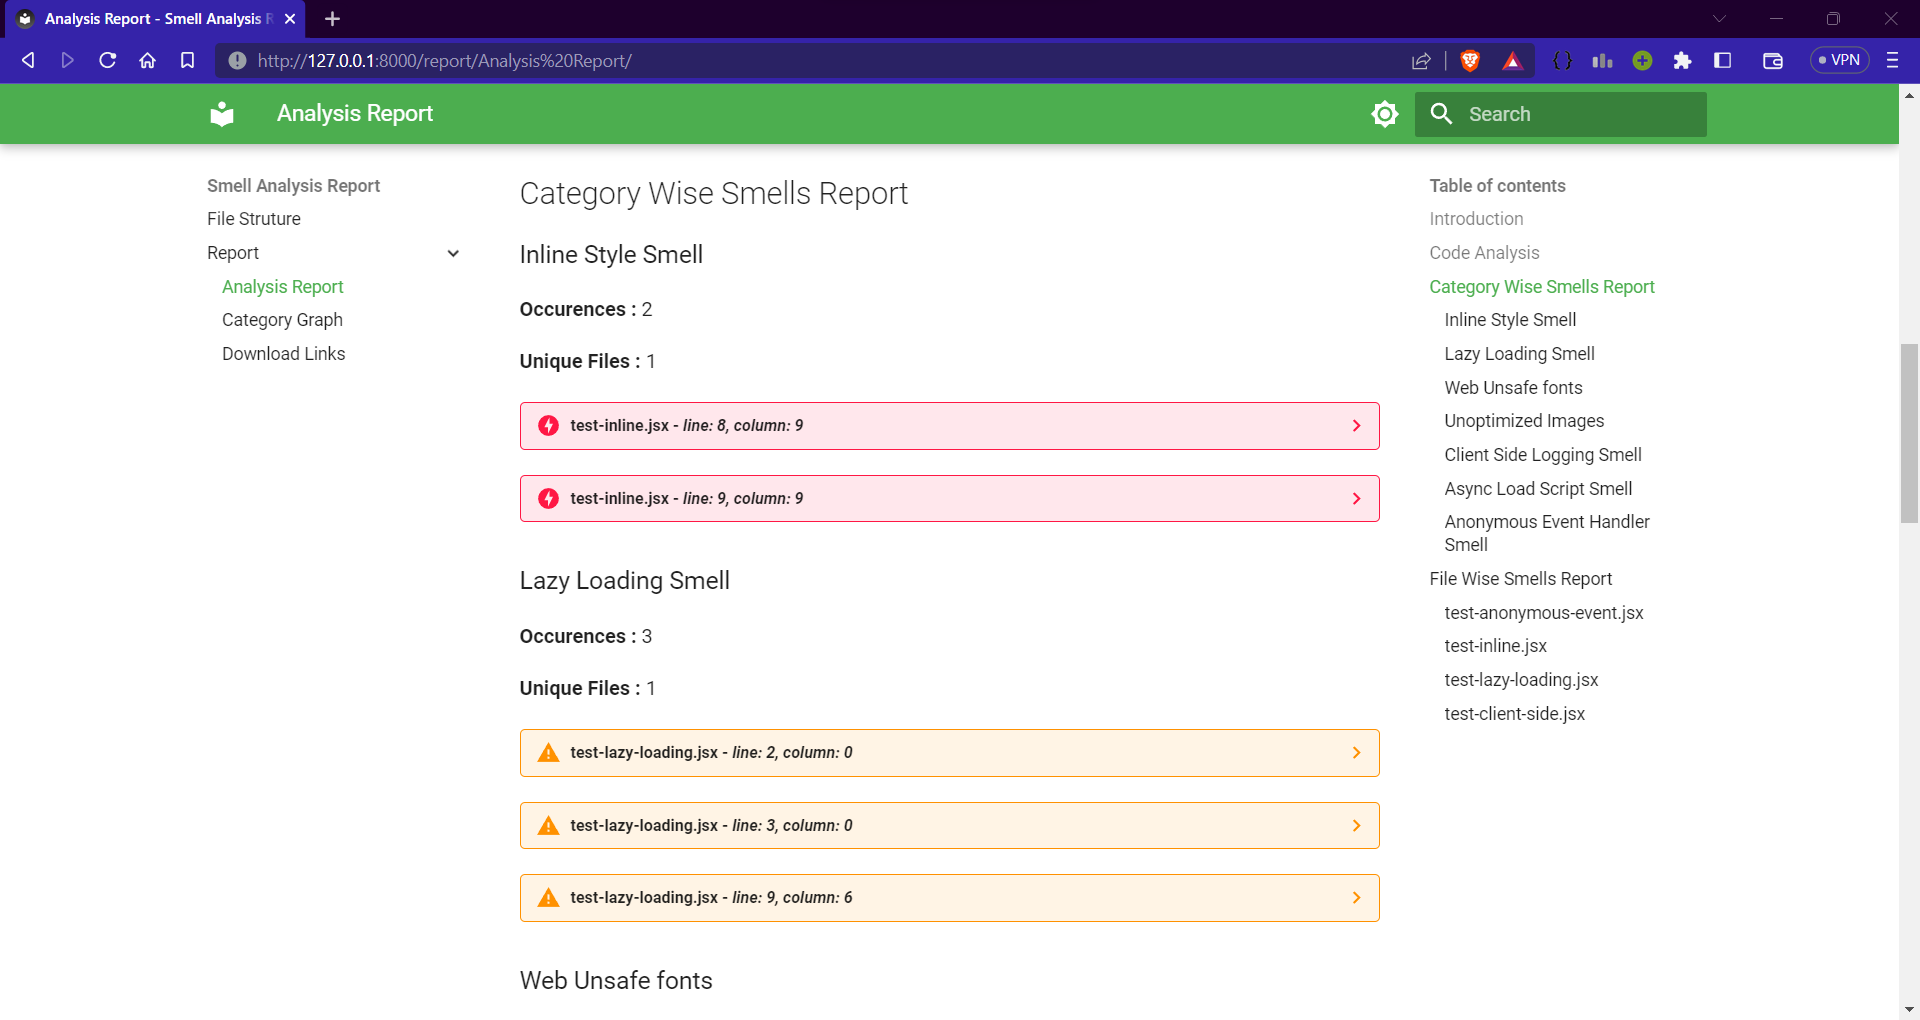 Analysis Report - Smell Analysis R
http://127.0.0.1:8000/report/Analysis%20Report/
VPN
Analysis Report
Search
Smell Analysis Report
File Struture
Report
Analysis Report
Category Graph
Download Links
Category Wise Smells Report
Inline Style Smell
Occurences : 2
Unique Files : 1
test-inline.jsx - line: 8, column: 9
test-inline.jsx - line: 9, column: 9
Lazy Loading Smell
Occurences : 3
Unique Files : 1
test-lazy-loading.jsx - line: 2, column: 0
test-lazy-loading.jsx - line: 3, column: 0
test-lazy-loading.jsx - line: 9, column: 6
Web Unsafe fonts
Table of contents
Introduction
Code Analysis
Category Wise Smells Report
Inline Style Smell
Lazy Loading Smell
Web Unsafe fonts
Unoptimized Images
Client Side Logging Smell
Async Load Script Smell
Anonymous Event Handler
Smell
File Wise Smells Report
test-anonymous-event.jsx
test-inline.jsx
test-lazy-loading.jsx
test-client-side.jsx